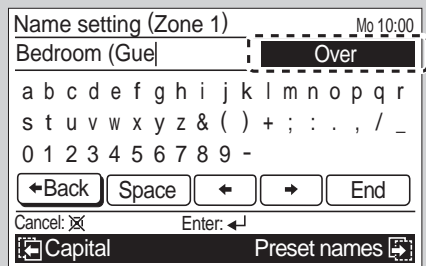 Name setting (Zone 1) Mo 10:00
Bedroom (Gue Over
a b c d e f g h i j k l m n o p q r
s t u v w x y z & ( ) + ; : . , / _
0 1 2 3 4 5 6 7 8 9 -
←Back Space ← → End
Cancel: Enter: ↵
Capital Preset names